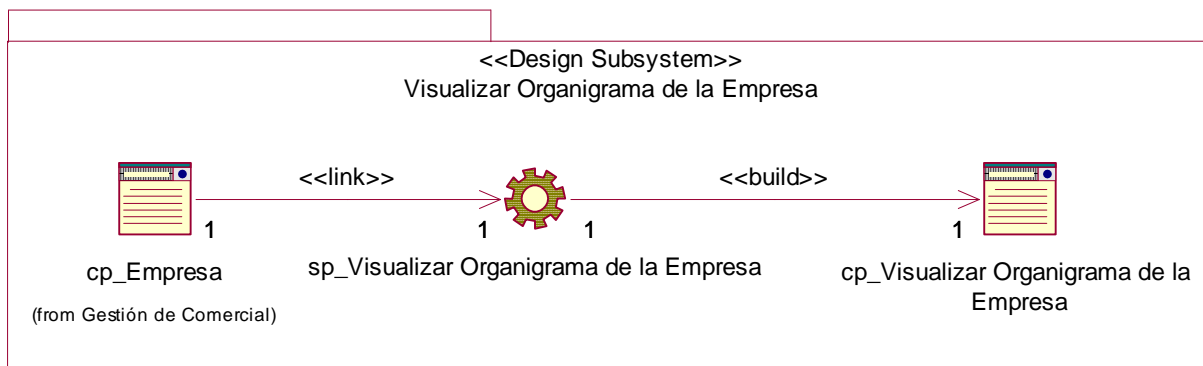 <<Design Subsystem>>
Visualizar Organigrama de la Empresa
<<link>>
<<build>>
1
1
1
1
cp_Empresa
sp_Visualizar Organigrama de la Empresa
cp_Visualizar Organigrama de la
Empresa
(from Gestión de Comercial)